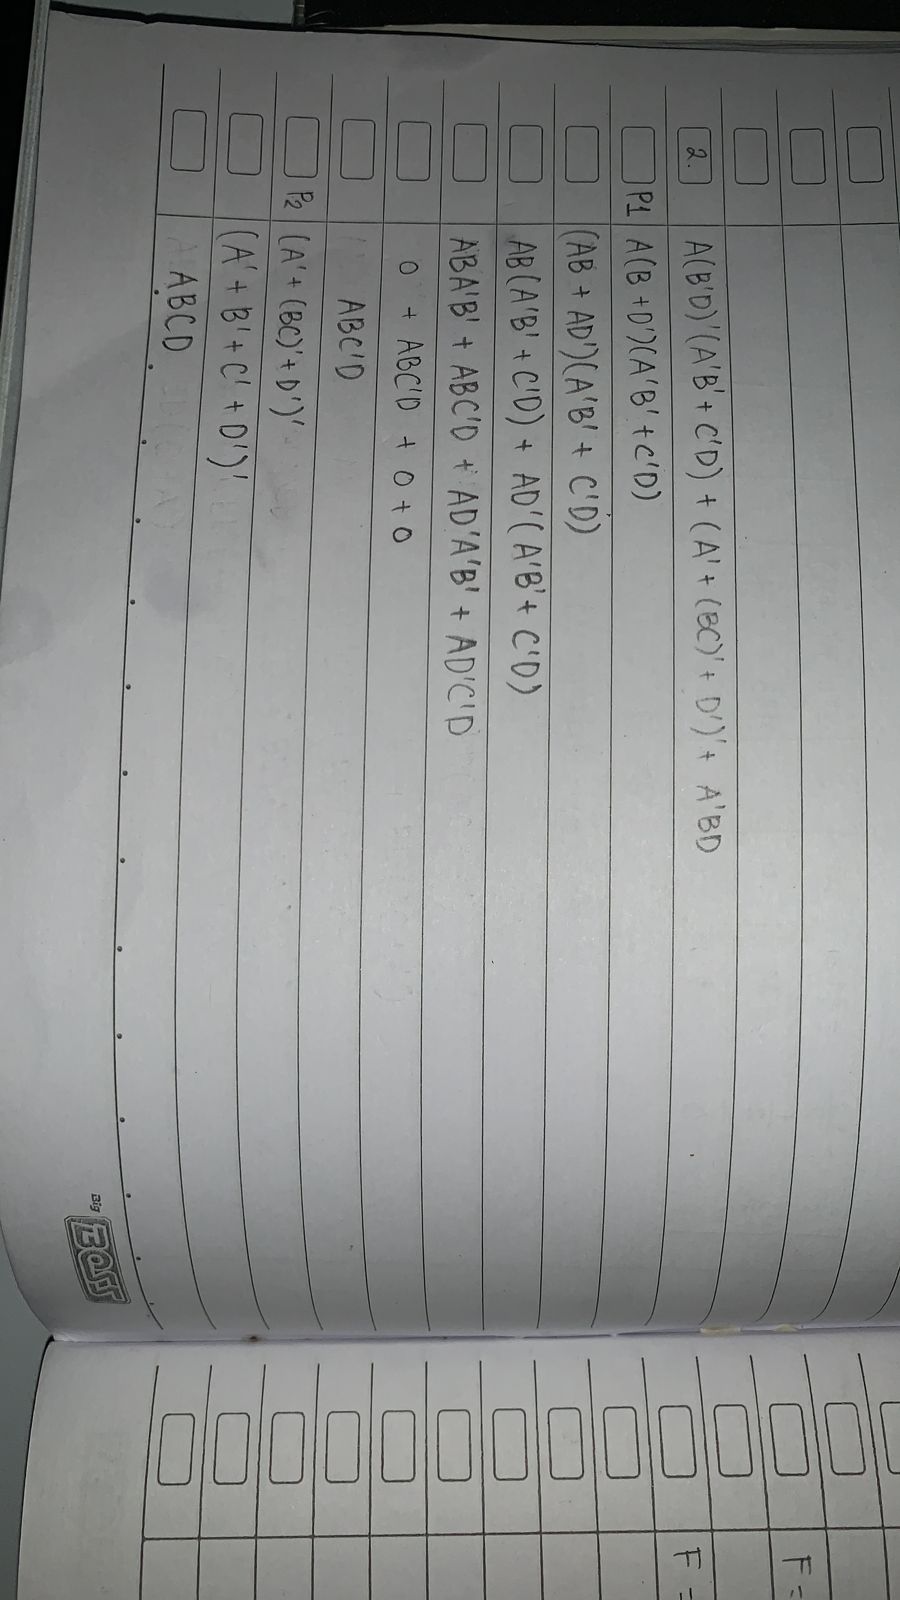 2. A(B'D)'(A'B' + C'D) + (A' + (BC)' + D')' + A'BD
P1 A(B + D')(A'B' + C'D)
(AB + AD')(A'B' + C'D)
AB(A'B' + C'D) + AD'(A'B' + C'D)
ABA'B' + ABC'D + AD'A'B' + AD'C'D
0 + ABC'D + 0 + 0
ABC'D
P2 (A' + (BC)' + D')'
(A' + B' + C' + D')'
ABCD
Big BOSS
F =
F =